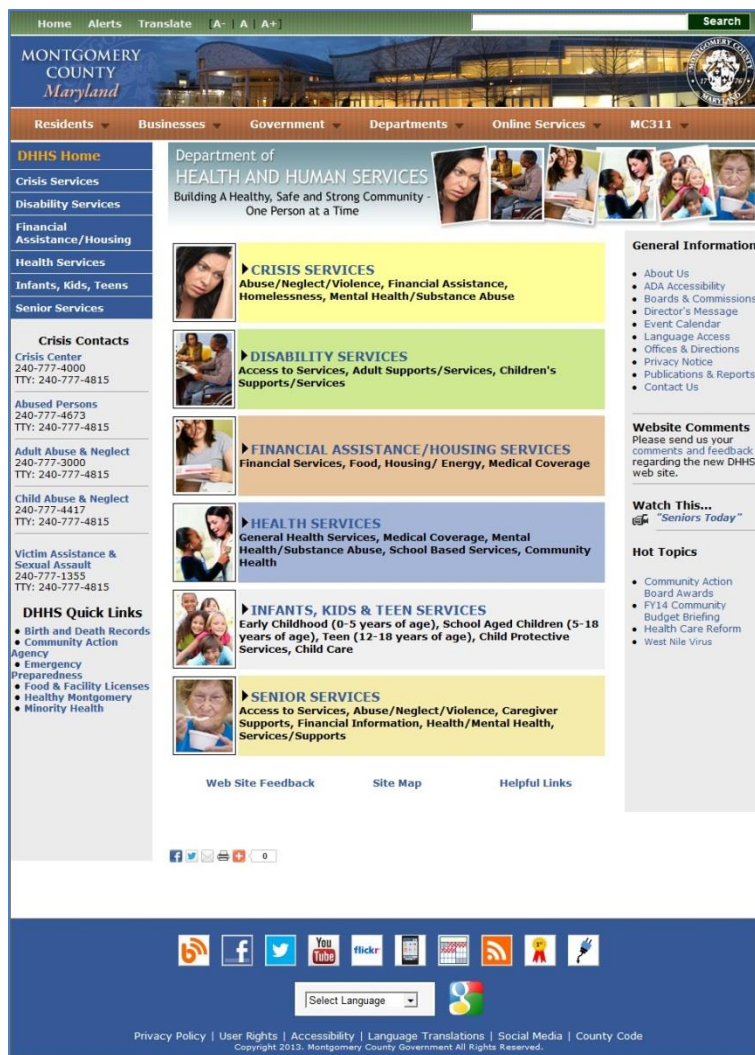 Home Alerts Translate [A- | A | A+]
Search
MONTGOMERY
COUNTY
Maryland
MONTGOMERY COUNTY
17 76
MARYLAND
Residents Businesses Government Departments Online Services MC311
DHHS Home
Crisis Services
Disability Services
Financial
Assistance/Housing
Health Services
Infants, Kids, Teens
Senior Services
Crisis Contacts
Crisis Center
240-777-4000
TTY: 240-777-4815
Abused Persons
240-777-4673
TTY: 240-777-4815
Adult Abuse & Neglect
240-777-3000
TTY: 240-777-4815
Child Abuse & Neglect
240-777-4417
TTY: 240-777-4815
Victim Assistance &
Sexual Assault
240-777-1355
TTY: 240-777-4815
DHHS Quick Links
• Birth and Death Records
• Community Action
Agency
• Emergency
Preparedness
• Food & Facility Licenses
• Healthy Montgomery
• Minority Health
Department of
HEALTH AND HUMAN SERVICES
Building A Healthy, Safe and Strong Community -
One Person at a Time
CRISIS SERVICES
Abuse/Neglect/Violence, Financial Assistance,
Homelessness, Mental Health/Substance Abuse
DISABILITY SERVICES
Access to Services, Adult Supports/Services, Children's
Supports/Services
FINANCIAL ASSISTANCE/HOUSING SERVICES
Financial Services, Food, Housing/ Energy, Medical Coverage
HEALTH SERVICES
General Health Services, Medical Coverage, Mental
Health/Substance Abuse, School Based Services, Community
Health
INFANTS, KIDS & TEEN SERVICES
Early Childhood (0-5 years of age), School Aged Children (5-18
years of age), Teen (12-18 years of age), Child Protective
Services, Child Care
SENIOR SERVICES
Access to Services, Abuse/Neglect/Violence, Caregiver
Supports, Financial Information, Health/Mental Health,
Services/Supports
Web Site Feedback Site Map Helpful Links
0
General Information
• About Us
• ADA Accessibility
• Boards & Commissions
• Director's Message
• Event Calendar
• Language Access
• Offices & Directions
• Privacy Notice
• Publications & Reports
• Contact Us
Website Comments
Please send us your
comments and feedback
regarding the new DHHS
web site.
Watch This...
"Seniors Today"
Hot Topics
• Community Action
Board Awards
• FY14 Community
Budget Briefing
• Health Care Reform
• West Nile Virus
You
Tube
flickr
Select Language
Privacy Policy | User Rights | Accessibility | Language Translations | Social Media | County Code
Copyright 2013. Montgomery County Government All Rights Reserved.